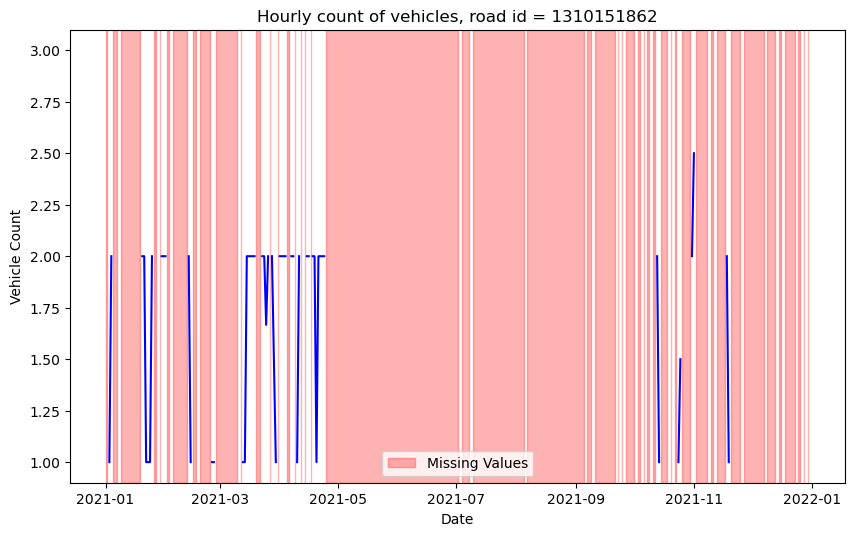 Hourly count of vehicles, road id = 1310151862
3.00
2.75
2.50
2.25
2.00
1.75
1.50
1.25
1.00
Vehicle Count
Missing Values
2021-01 2021-03 2021-05 2021-07 2021-09 2021-11 2022-01
Date